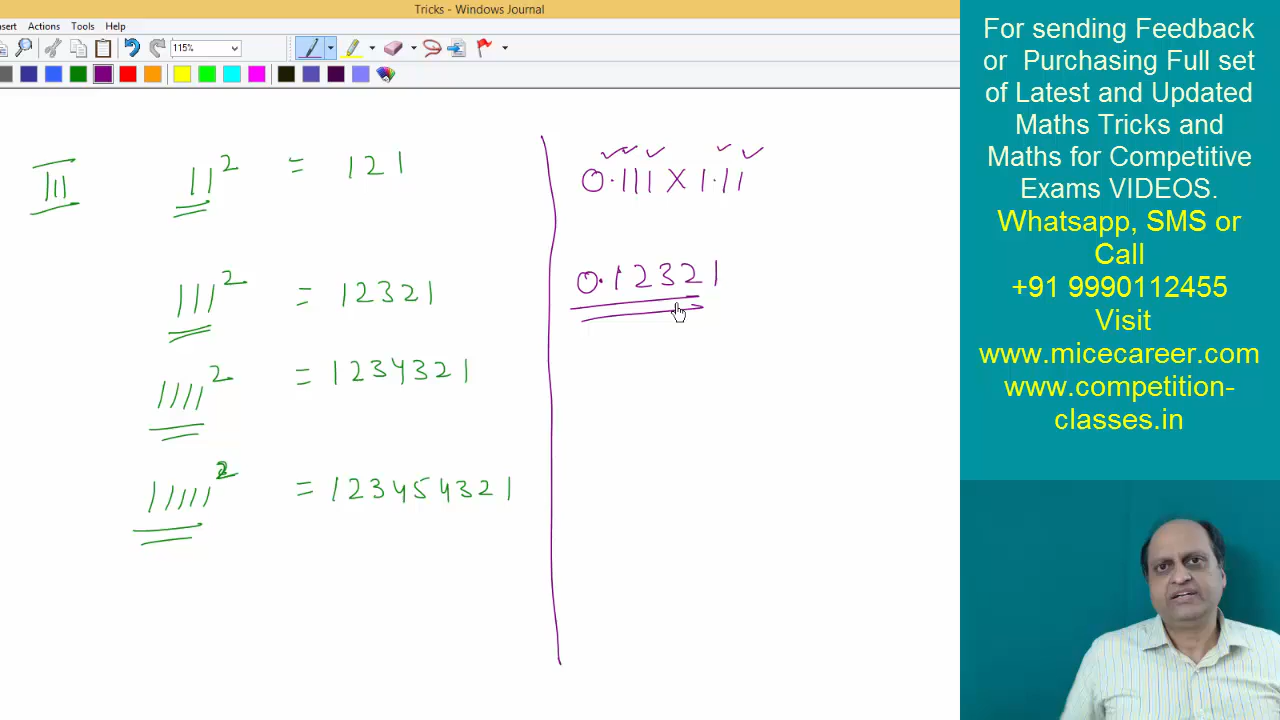 Tricks - Windows Journal
nsert Actions Tools Help
115%
III 11² = 121
111² = 12321
1111² = 1234321
11111² = 123454321
0.111 X 1.11
0.12321
For sending Feedback
or Purchasing Full set
of Latest and Updated
Maths Tricks and
Maths for Competitive
Exams VIDEOS.
Whatsapp, SMS or
Call
+91 9990112455
Visit
www.micecareer.com
www.competition-
classes.in